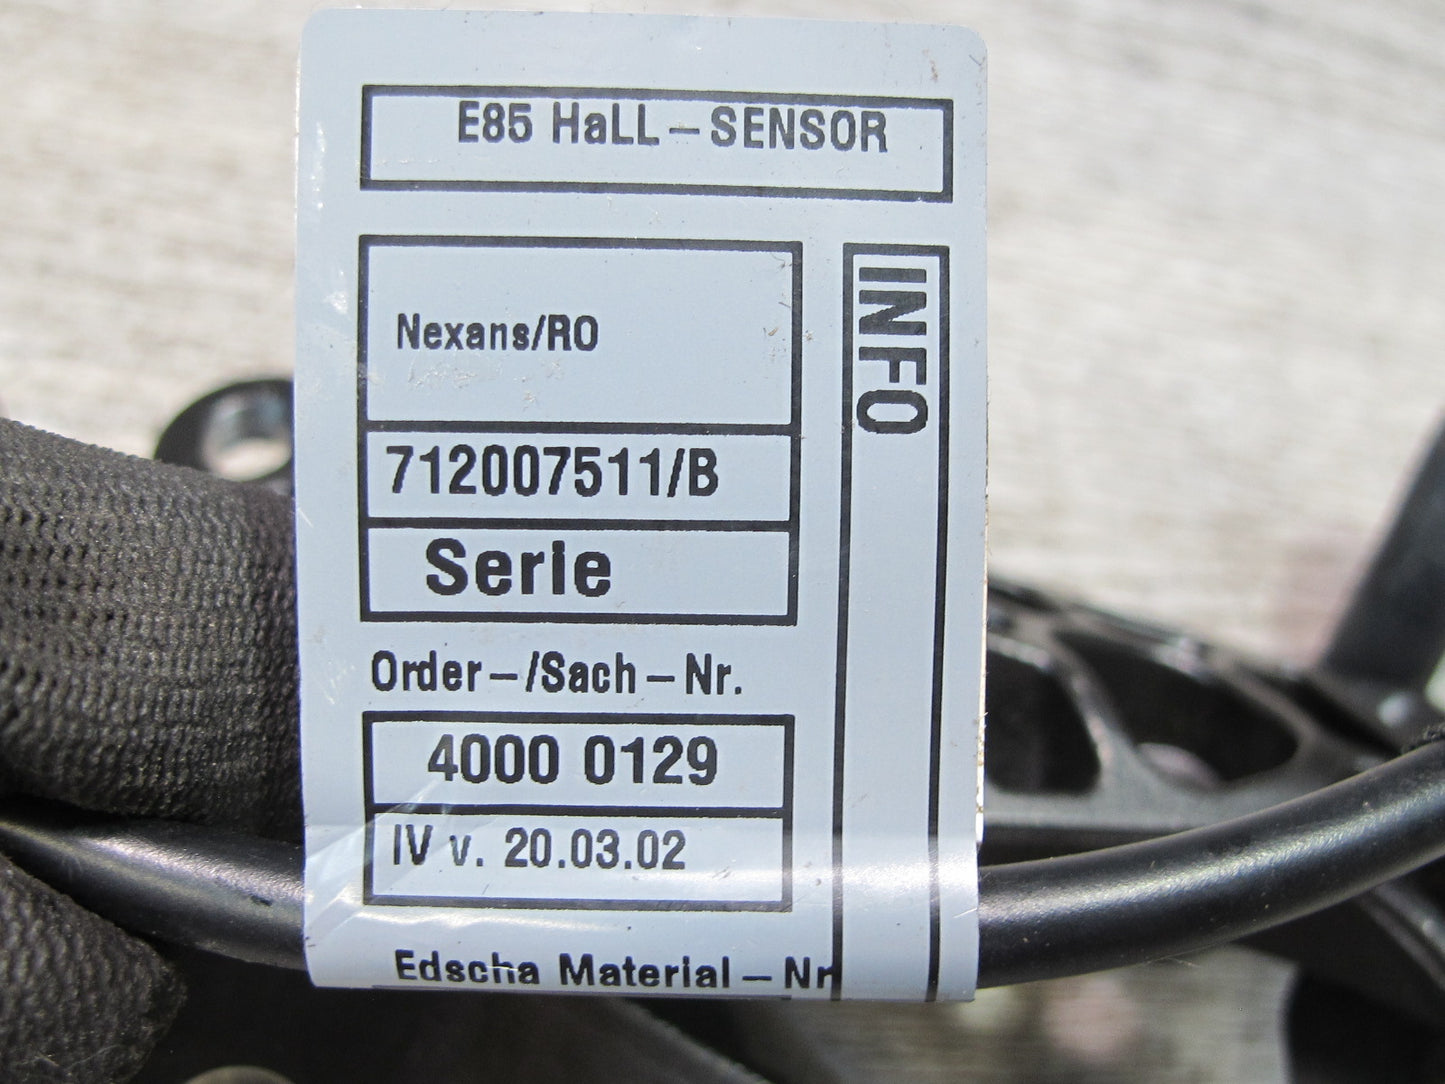 E85 HaLL-SENSOR
Nexans/RO
712007511/B
Serie
Order-/Sach-Nr.
4000 0129
IV v. 20.03.02
Edscha Material-Nr
INFO